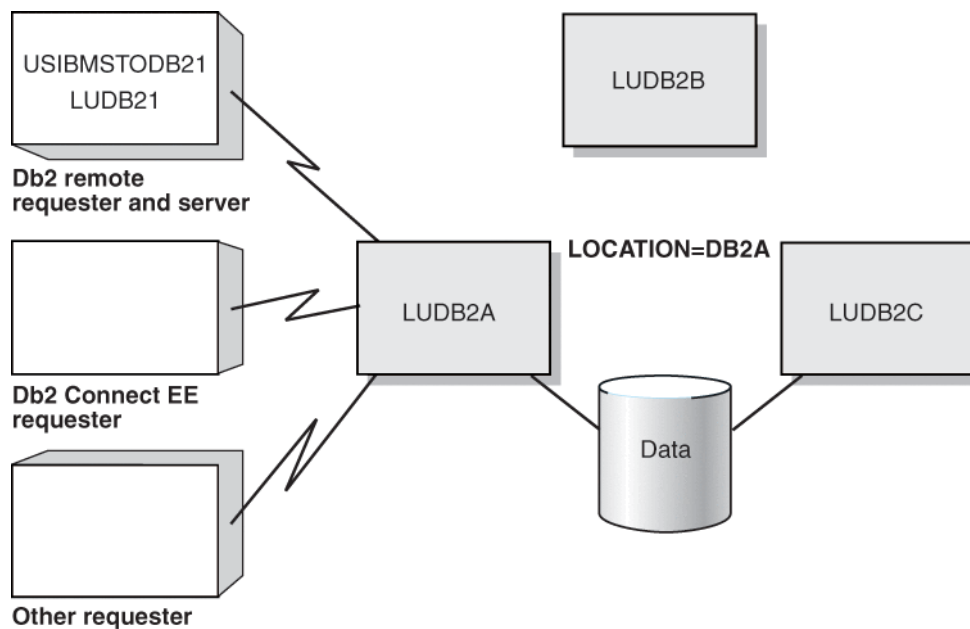 USIBMSTODB21
LUDB21
Db2 remote
requester and server
LUDB2B
LOCATION=DB2A
LUDB2A
LUDB2C
Db2 Connect EE
requester
Data
Other requester